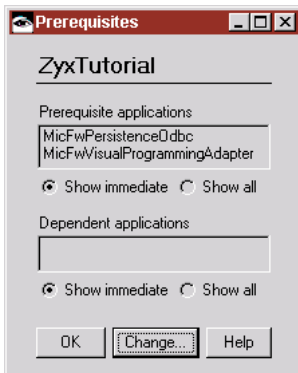 Prerequisites
ZyxTutorial
Prerequisite applications
MicFwPersistenceOdbc
MicFwVisualProgrammingAdapter
Show immediate Show all
Dependent applications
Show immediate Show all
OK Change... Help